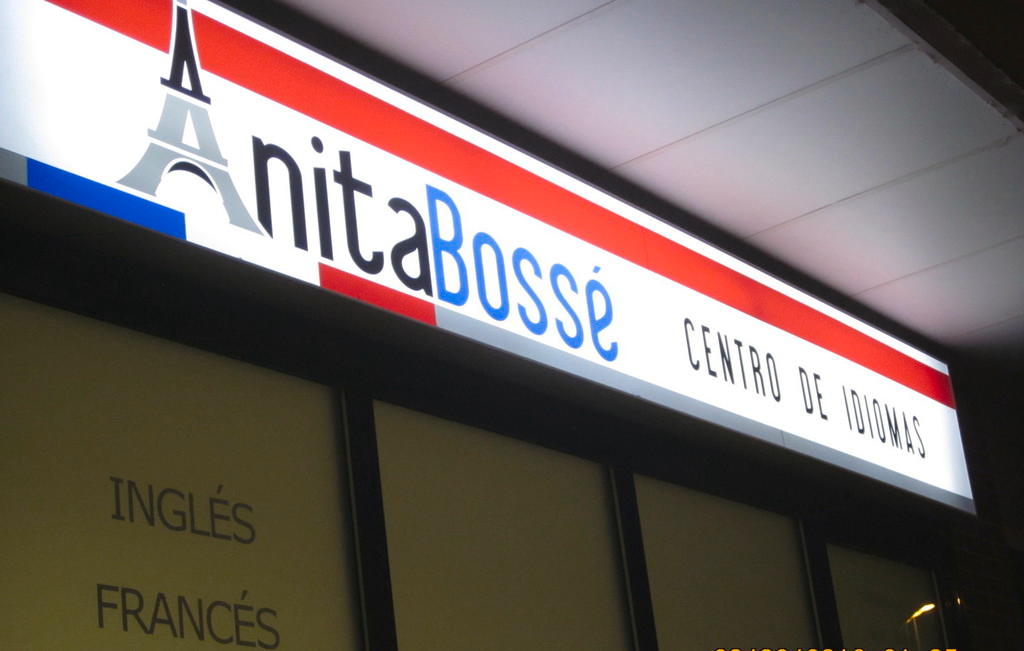 AnitaBossé
CENTRO DE IDIOMAS
INGLÉS
FRANCÉS